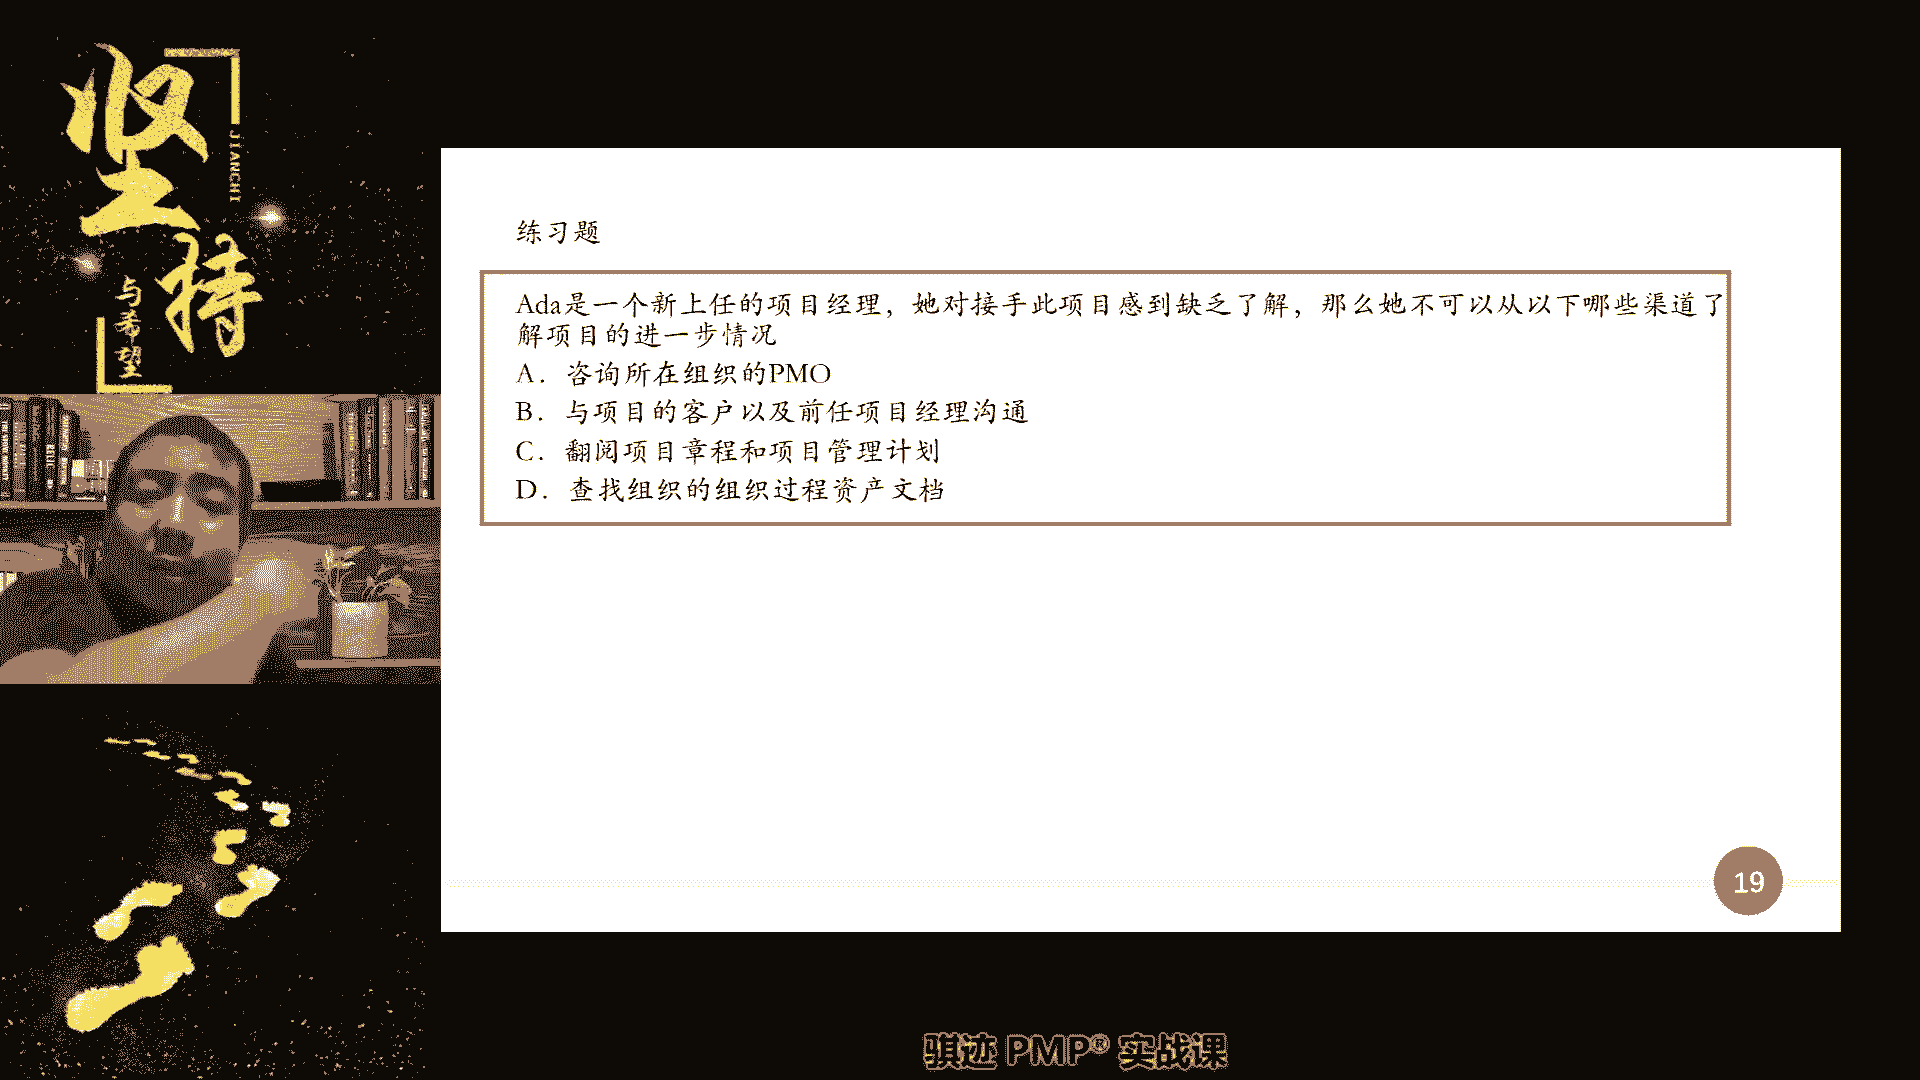 坚持
JIANCHI
与希望
练习题
Ada是一个新上任的项目经理，她对接手此项目感到缺乏了解，那么她不可以从以下哪些渠道了
解项目的进一步情况
A．咨询所在组织的PMO
B．与项目的客户以及前任项目经理沟通
C．翻阅项目章程和项目管理计划
D．查找组织的组织过程资产文档
19
骐迹 PMP® 实战课